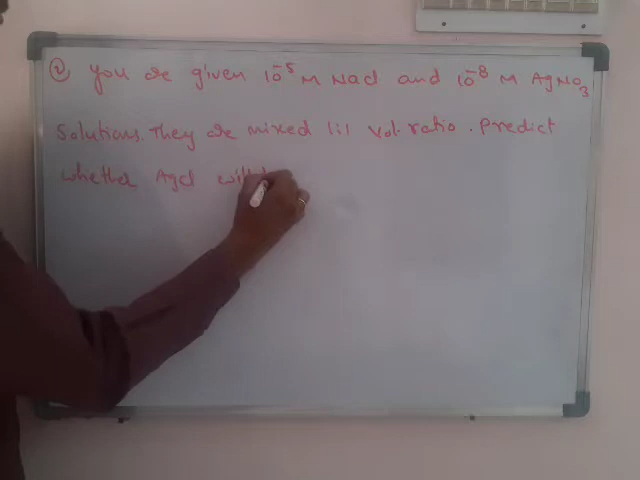 ② You are given 10⁻⁵ M Nacl and 10⁻⁸ M AgNO₃
Solutions. They are mixed 1:1 Vol. ratio. Predict
whether Agcl will